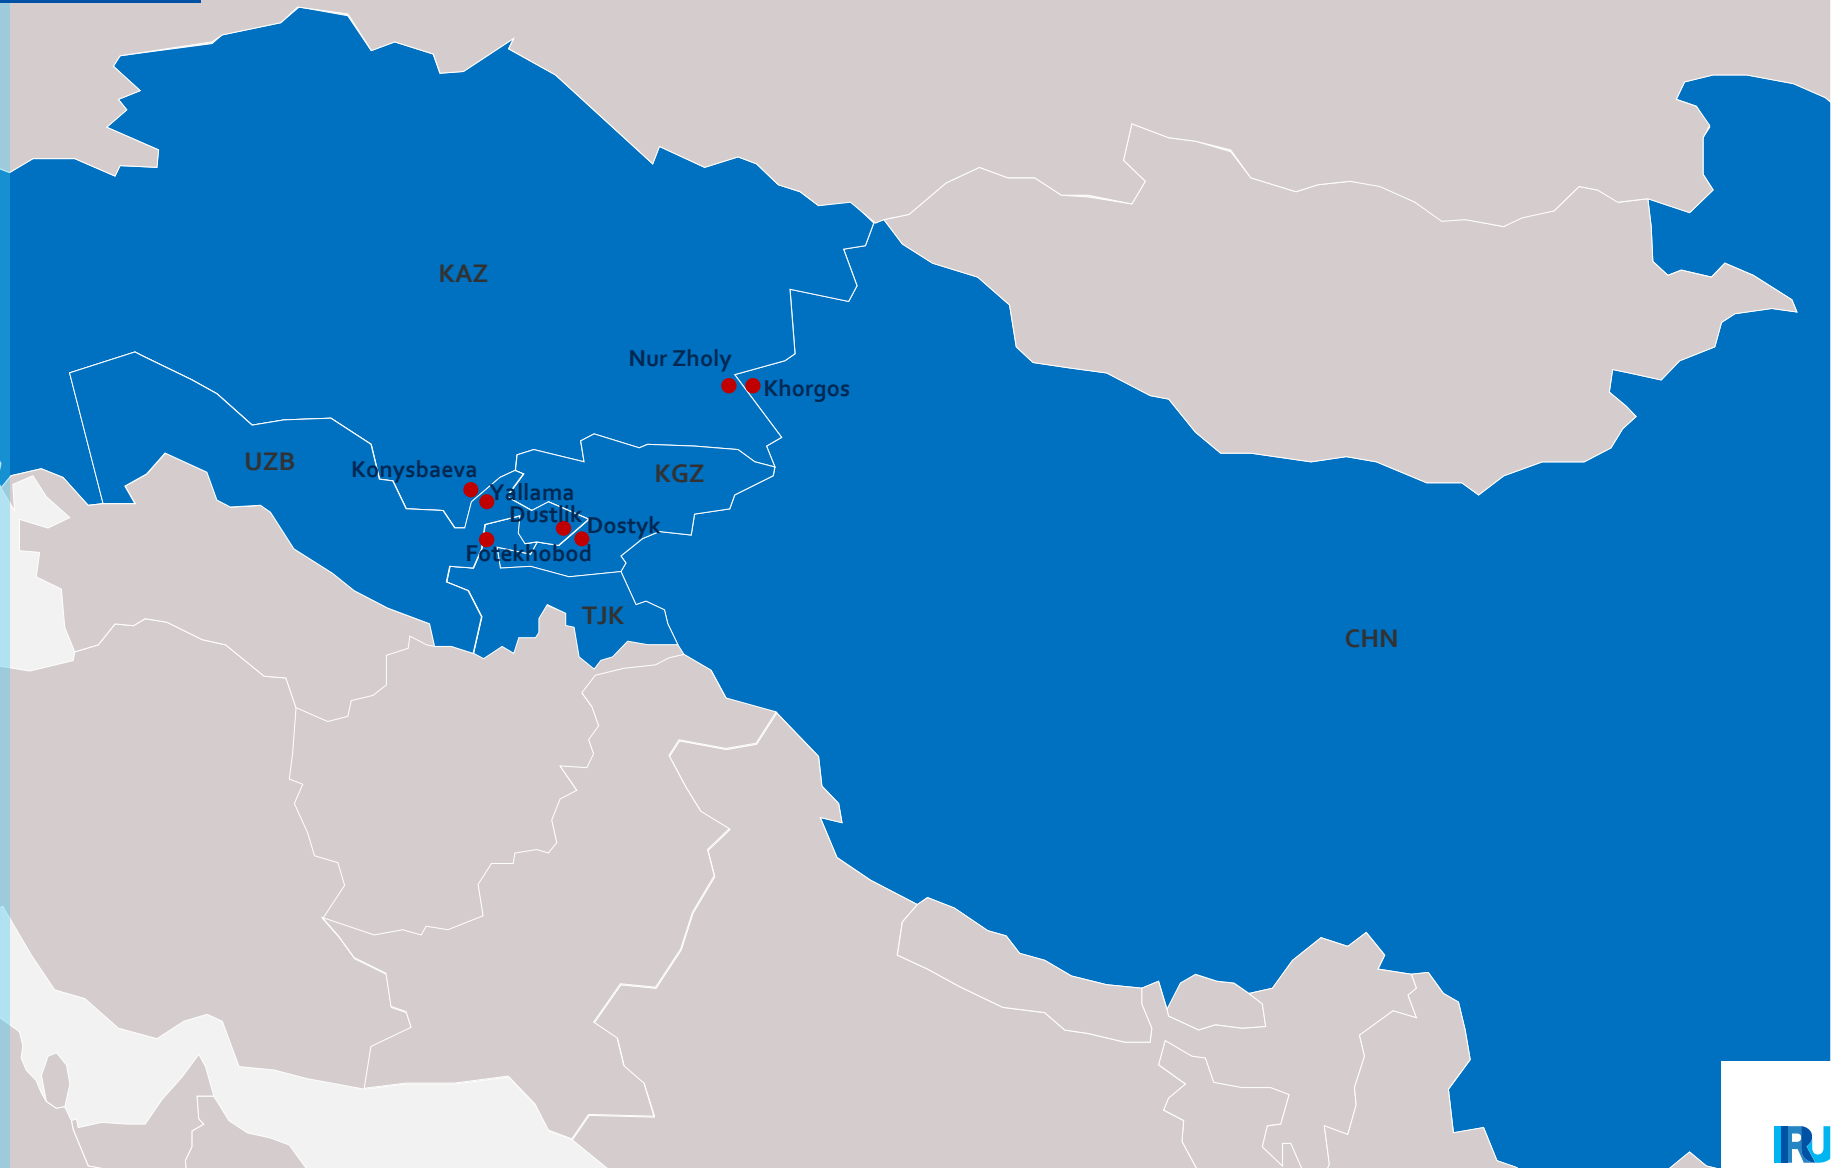 KAZ
Nur Zholy
Khorgos
UZB
Konysbaeva
KGZ
Yallama
Dustlik
Dostyk
Fotekhobod
TJK
CHN
IRU